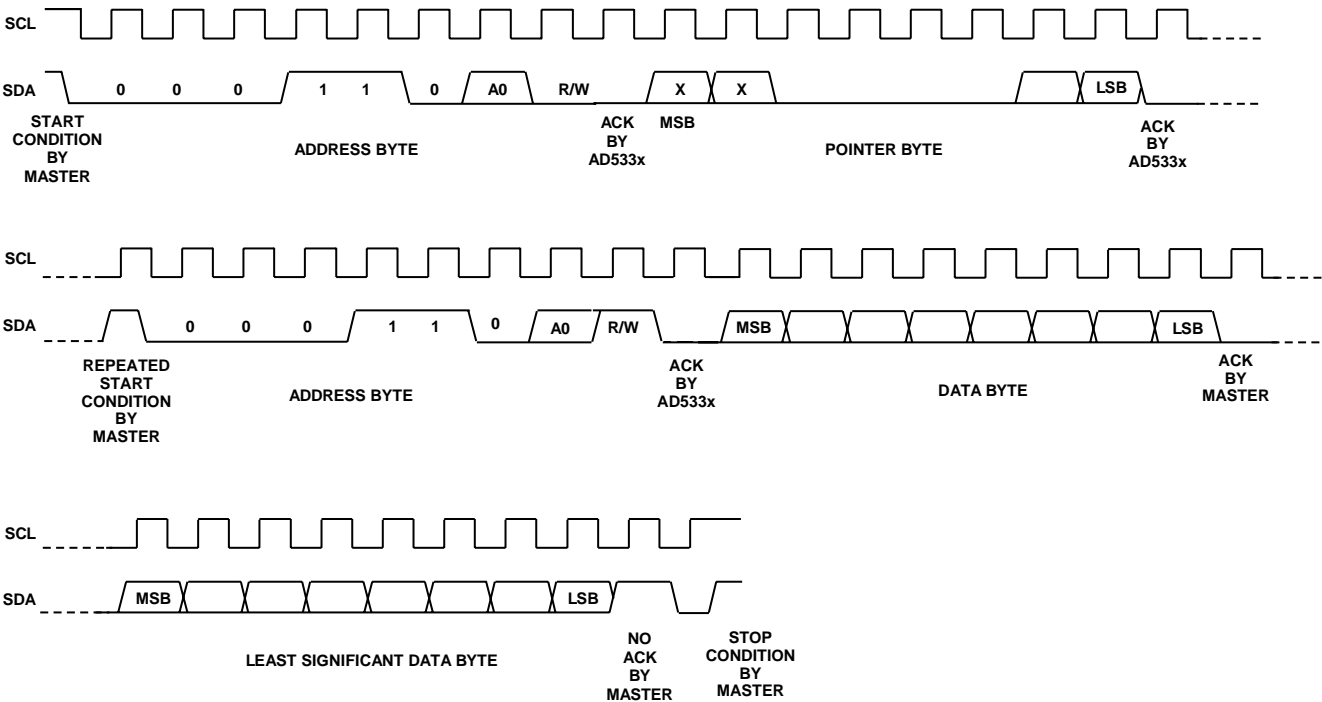 SCL
SDA 0 0 0 1 1 0 A0 R/W X X LSB
START
CONDITION
BY
MASTER
ADDRESS BYTE
ACK
BY
AD533x
MSB
POINTER BYTE
ACK
BY
AD533x
SCL
SDA 0 0 0 1 1 0 A0 R/W MSB LSB
REPEATED
START
CONDITION
BY
MASTER
ADDRESS BYTE
ACK
BY
AD533x
DATA BYTE
ACK
BY
MASTER
SCL
SDA MSB LSB
LEAST SIGNIFICANT DATA BYTE
NO
ACK
BY
MASTER
STOP
CONDITION
BY
MASTER